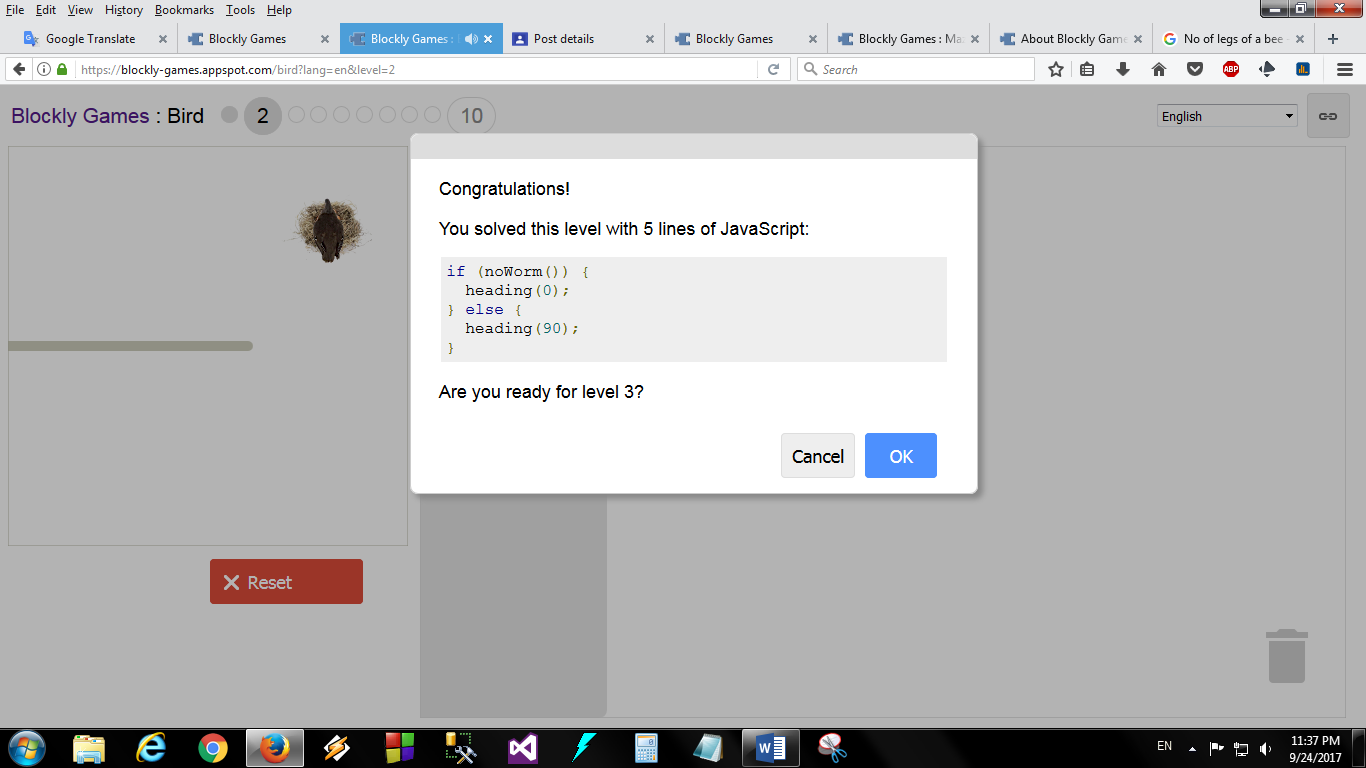 File Edit View History Bookmarks Tools Help
Google Translate Blockly Games Blockly Games : Post details Blockly Games Blockly Games : Ma About Blockly Game No of legs of a bee -
https://blockly-games.appspot.com/bird?lang=en&level=2 Search ABP
Blockly Games : Bird 2 10 English
Congratulations!
You solved this level with 5 lines of JavaScript:
if (noWorm()) {
heading(0);
} else {
heading(90);
}
Are you ready for level 3?
Cancel OK
Reset
EN 11:37 PM
9/24/2017